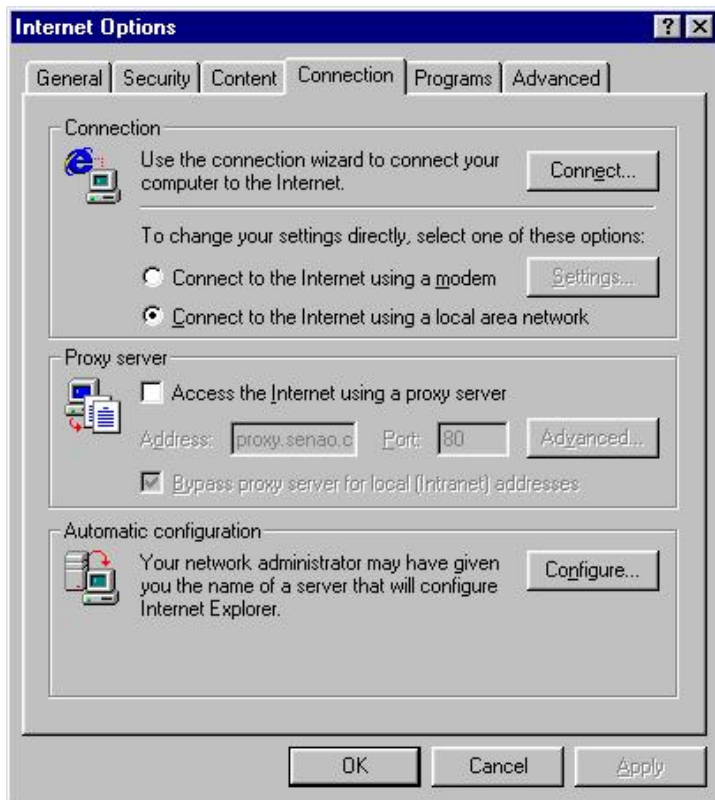 Internet Options
General Security Content Connection Programs Advanced
Connection
Use the connection wizard to connect your
computer to the Internet.
Connect...
To change your settings directly, select one of these options:
Connect to the Internet using a modem
Settings...
Connect to the Internet using a local area network
Proxy server
Access the Internet using a proxy server
Address: proxy.senao.c Port: 80 Advanced...
Bypass proxy server for local (Intranet) addresses
Automatic configuration
Your network administrator may have given
you the name of a server that will configure
Internet Explorer.
Configure...
OK Cancel Apply